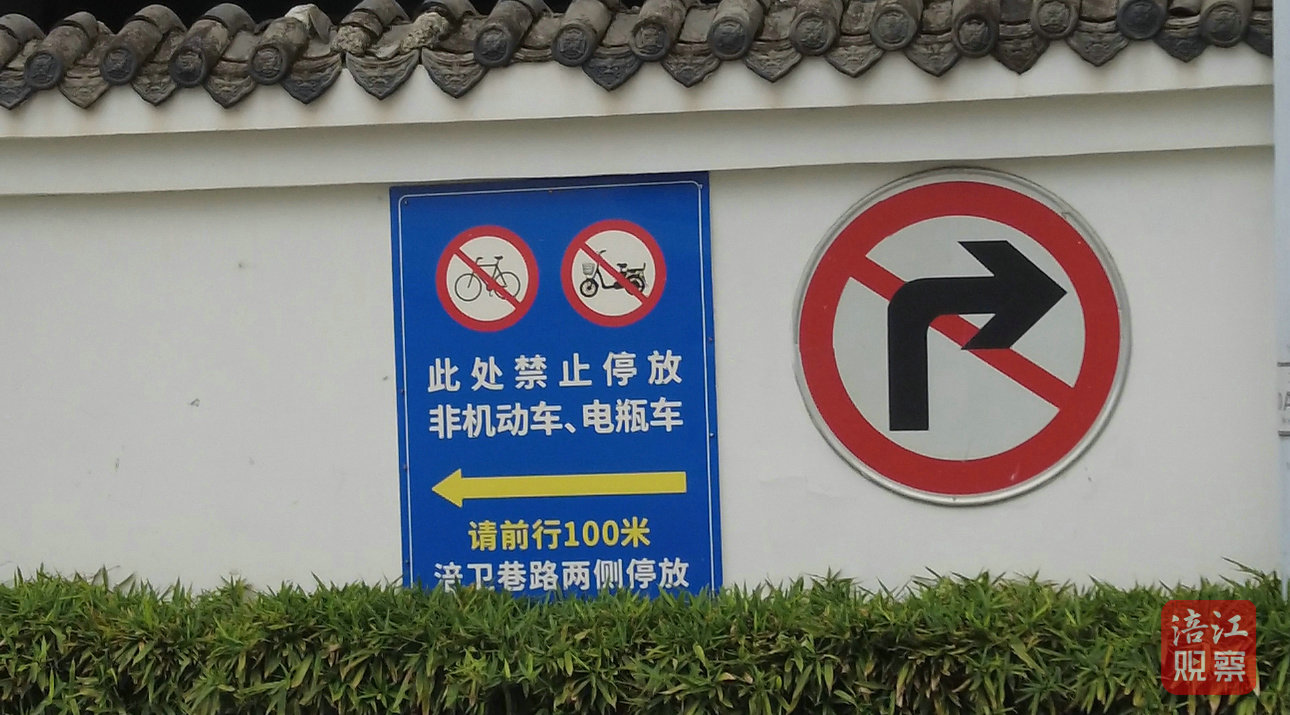 此处禁止停放
非机动车、电瓶车
请前行100米
涪卫巷路两侧停放
涪江
观察